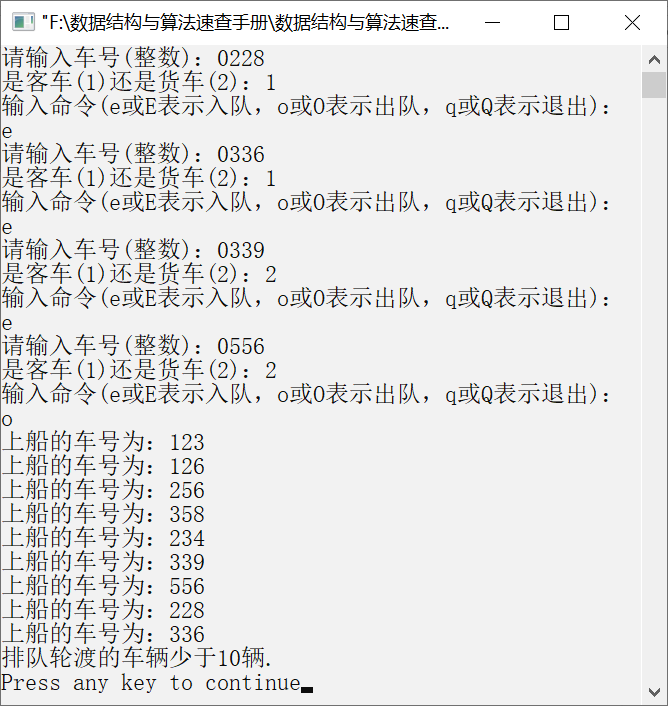 "F:\数据结构与算法速查手册\数据结构与算法速查...
请输入车号(整数): 0228
是客车(1)还是货车(2): 1
输入命令(e或E表示入队, o或O表示出队, q或Q表示退出):
e
请输入车号(整数): 0336
是客车(1)还是货车(2): 1
输入命令(e或E表示入队, o或O表示出队, q或Q表示退出):
e
请输入车号(整数): 0339
是客车(1)还是货车(2): 2
输入命令(e或E表示入队, o或O表示出队, q或Q表示退出):
e
请输入车号(整数): 0556
是客车(1)还是货车(2): 2
输入命令(e或E表示入队, o或O表示出队, q或Q表示退出):
o
上船的车号为: 123
上船的车号为: 126
上船的车号为: 256
上船的车号为: 358
上船的车号为: 234
上船的车号为: 339
上船的车号为: 556
上船的车号为: 228
上船的车号为: 336
排队轮渡的车辆少于10辆.
Press any key to continue